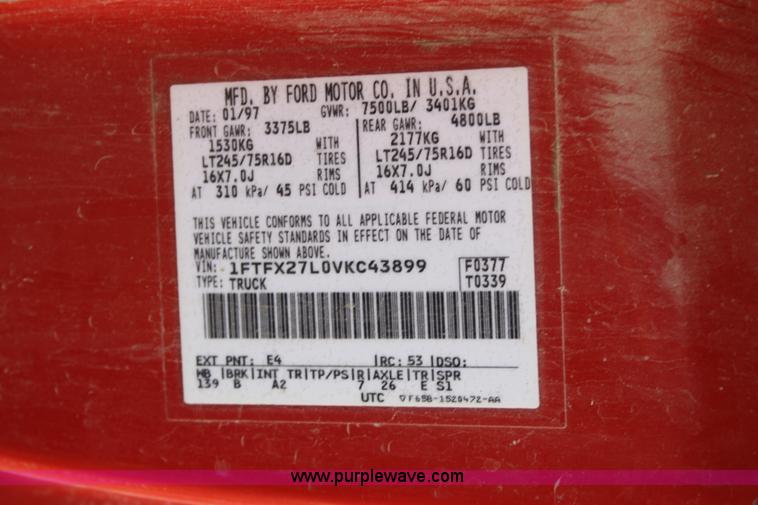 MFD. BY FORD MOTOR CO. IN U.S.A.
DATE: 01/97 GVWR: 7500LB/ 3401KG
FRONT GAWR: 3375LB REAR GAWR: 4800LB
1530KG WITH 2177KG WITH
LT245/75R16D TIRES LT245/75R16D TIRES
16X7.0J RIMS 16X7.0J RIMS
AT 310 kPa/ 45 PSI COLD AT 414 kPa/ 60 PSI COLD
THIS VEHICLE CONFORMS TO ALL APPLICABLE FEDERAL MOTOR
VEHICLE SAFETY STANDARDS IN EFFECT ON THE DATE OF
MANUFACTURE SHOWN ABOVE.
VIN: 1FTFX27L0VKC43899 F0377
TYPE: TRUCK T0339
EXT PNT: E4 RC: 53 DSO:
WB BRK INT TR TP/PS R AXLE TR SPR
139 B A2 7 26 E S1
UTC F65B-1520472-AA
www.purplewave.com